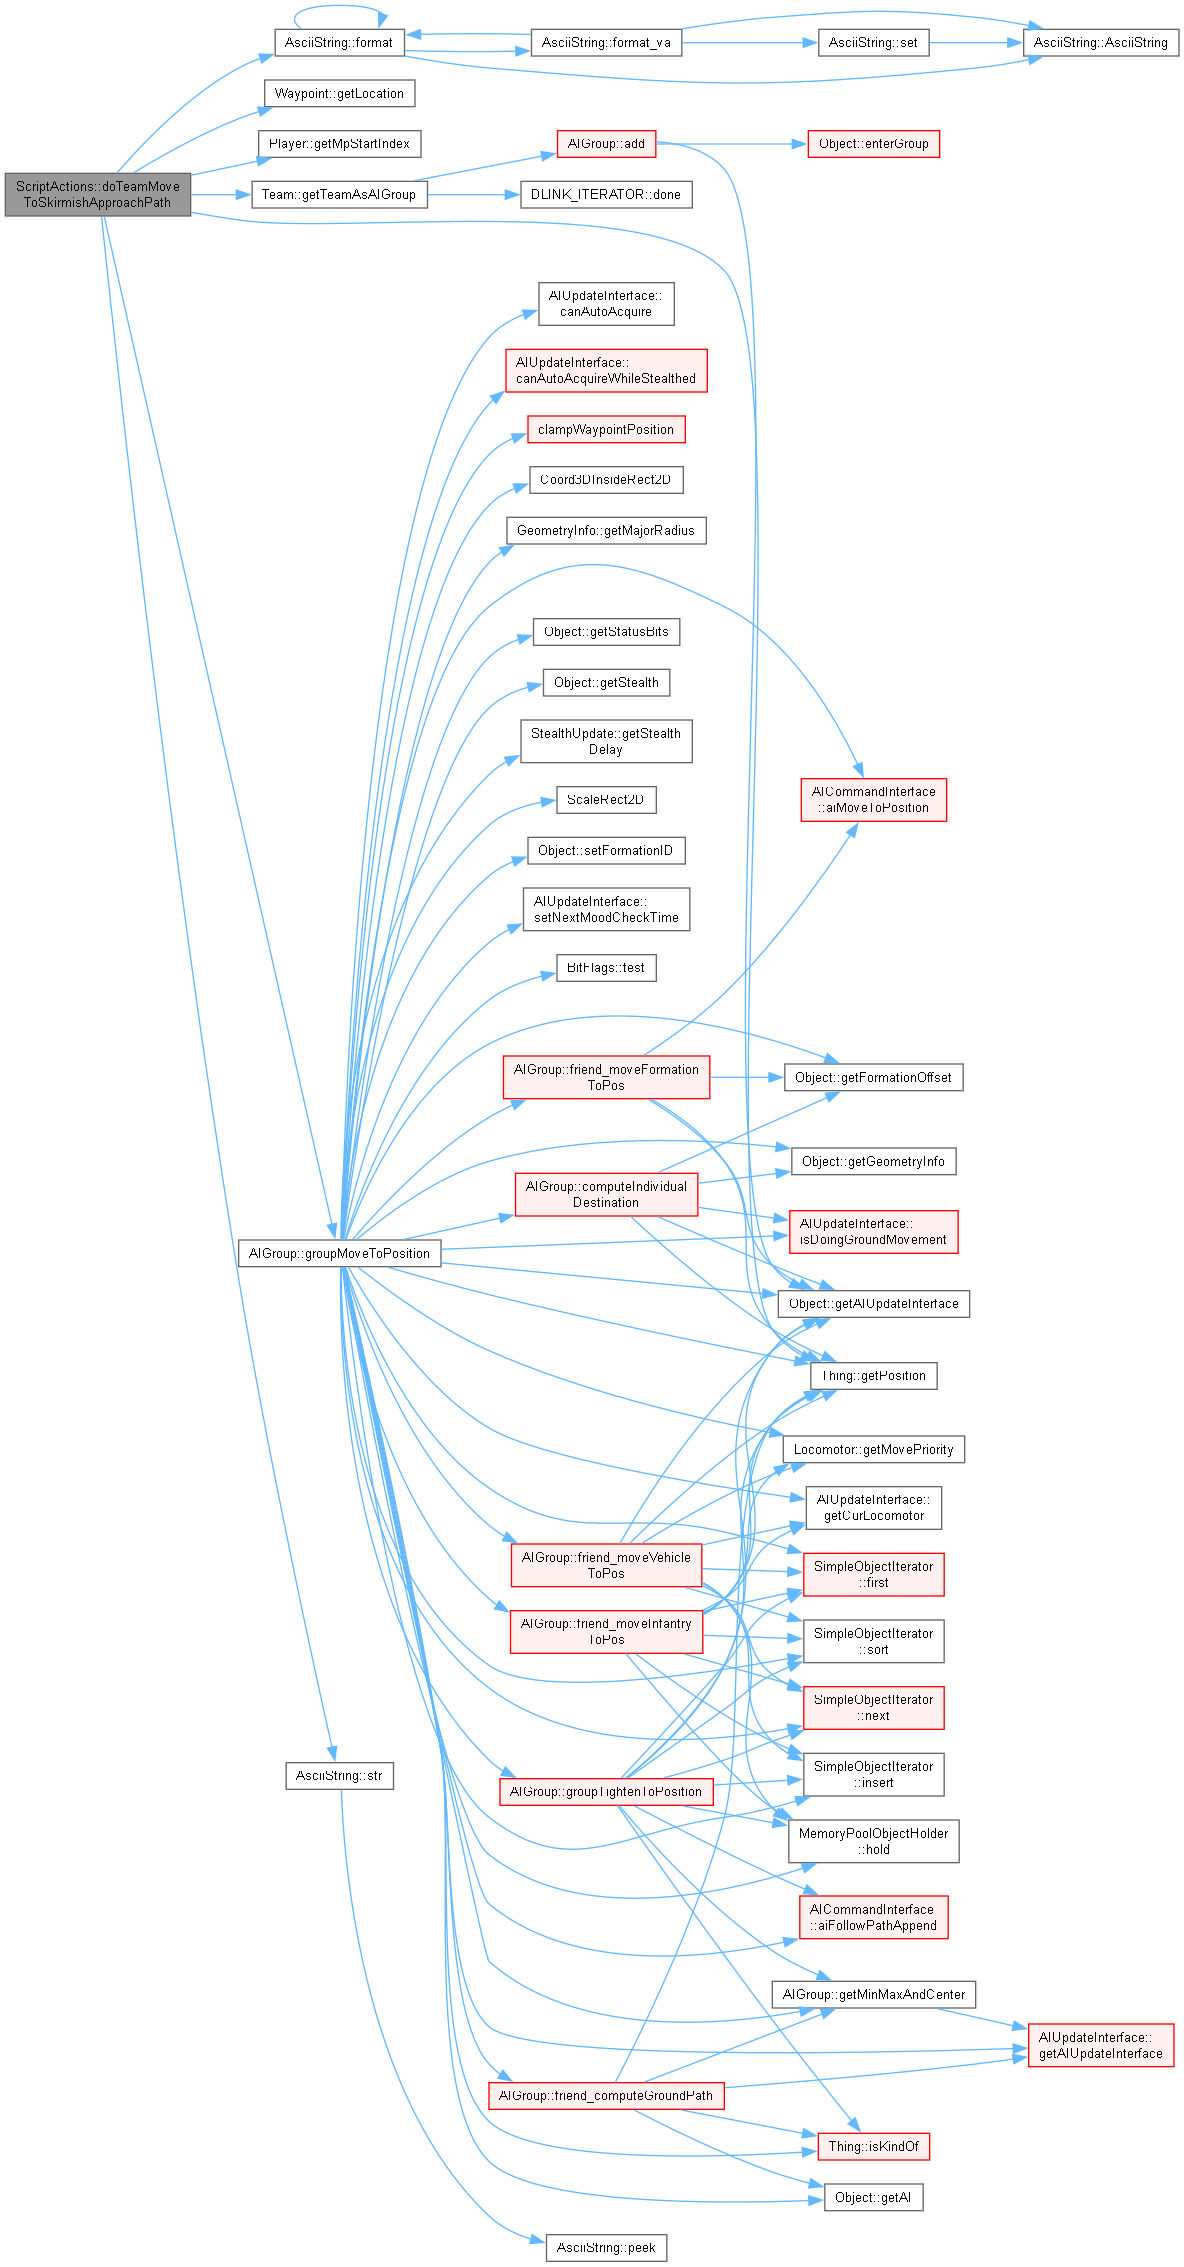 AsciiString::format
AsciiString::format_va
AsciiString::set
AsciiString::AsciiString
Waypoint::getLocation
Player::getMpStartIndex
AIGroup::add
Object::enterGroup
ScriptActions::doTeamMove
ToSkirmishApproachPath
Team::getTeamAsAIGroup
DLINK_ITERATOR::done
AIUpdateInterface::
canAutoAcquire
AIUpdateInterface::
canAutoAcquireWhileStealthed
clampWaypointPosition
Coord3DInsideRect2D
GeometryInfo::getMajorRadius
Object::getStatusBits
Object::getStealth
StealthUpdate::getStealth
Delay
AICommandInterface
::aiMoveToPosition
ScaleRect2D
Object::setFormationID
AIUpdateInterface::
setNextMoodCheckTime
BitFlags::test
AIGroup::friend_moveFormation
ToPos
Object::getFormationOffset
Object::getGeometryInfo
AIGroup::computeIndividual
Destination
AIUpdateInterface::
isDoingGroundMovement
AIGroup::groupMoveToPosition
Object::getAIUpdateInterface
Thing::getPosition
Locomotor::getMovePriority
AIUpdateInterface::
getCurLocomotor
AIGroup::friend_moveVehicle
ToPos
SimpleObjectIterator
::first
AIGroup::friend_moveInfantry
ToPos
SimpleObjectIterator
::sort
SimpleObjectIterator
::next
AsciiString::str
AIGroup::groupTightenToPosition
SimpleObjectIterator
::insert
MemoryPoolObjectHolder
::hold
AICommandInterface
::aiFollowPathAppend
AIGroup::getMinMaxAndCenter
AIUpdateInterface::
getAIUpdateInterface
AIGroup::friend_computeGroundPath
Thing::isKindOf
Object::getAI
AsciiString::peek